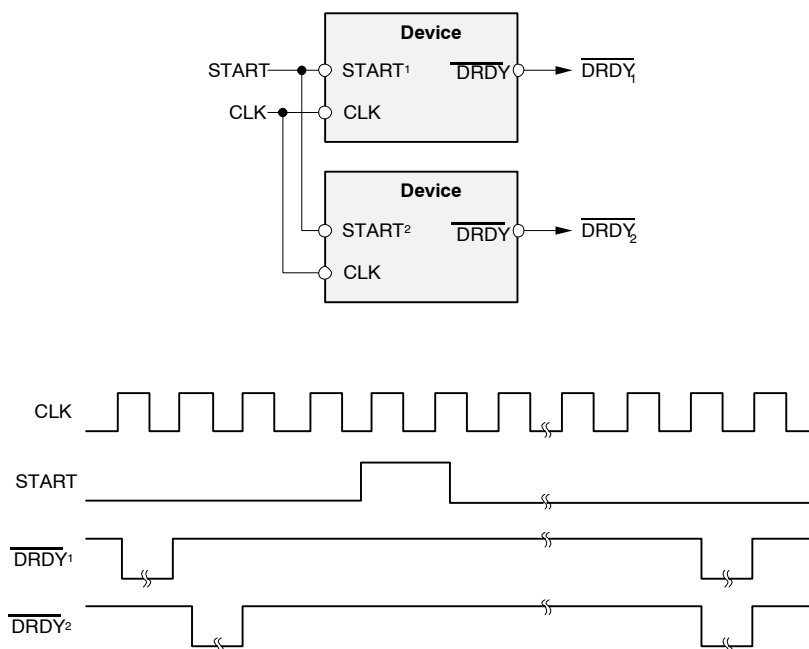 Device
START START¹ DRDY DRDY₁
CLK CLK
Device
START² DRDY DRDY₂
CLK
CLK
START
DRDY¹
DRDY²